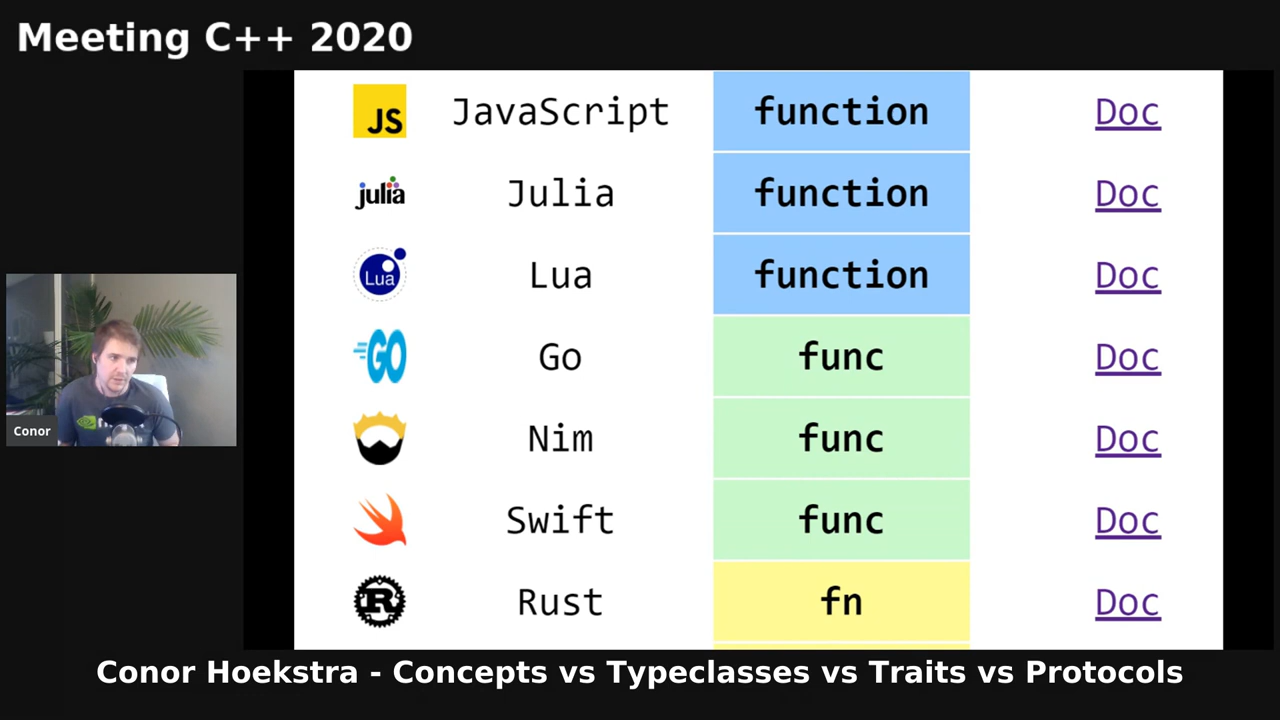 Meeting C++ 2020
JS JavaScript function Doc
julia Julia function Doc
Lua Lua function Doc
GO Go func Doc
Nim func Doc
Swift func Doc
R Rust fn Doc
Conor
Conor Hoekstra - Concepts vs Typeclasses vs Traits vs Protocols